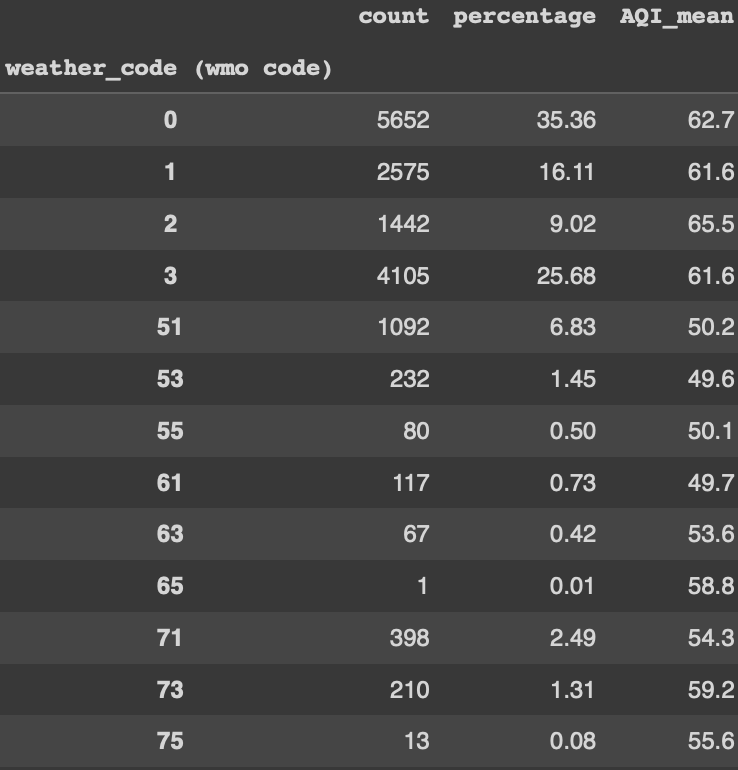 count percentage AQI_mean
weather_code (wmo code)
0 5652 35.36 62.7
1 2575 16.11 61.6
2 1442 9.02 65.5
3 4105 25.68 61.6
51 1092 6.83 50.2
53 232 1.45 49.6
55 80 0.50 50.1
61 117 0.73 49.7
63 67 0.42 53.6
65 1 0.01 58.8
71 398 2.49 54.3
73 210 1.31 59.2
75 13 0.08 55.6